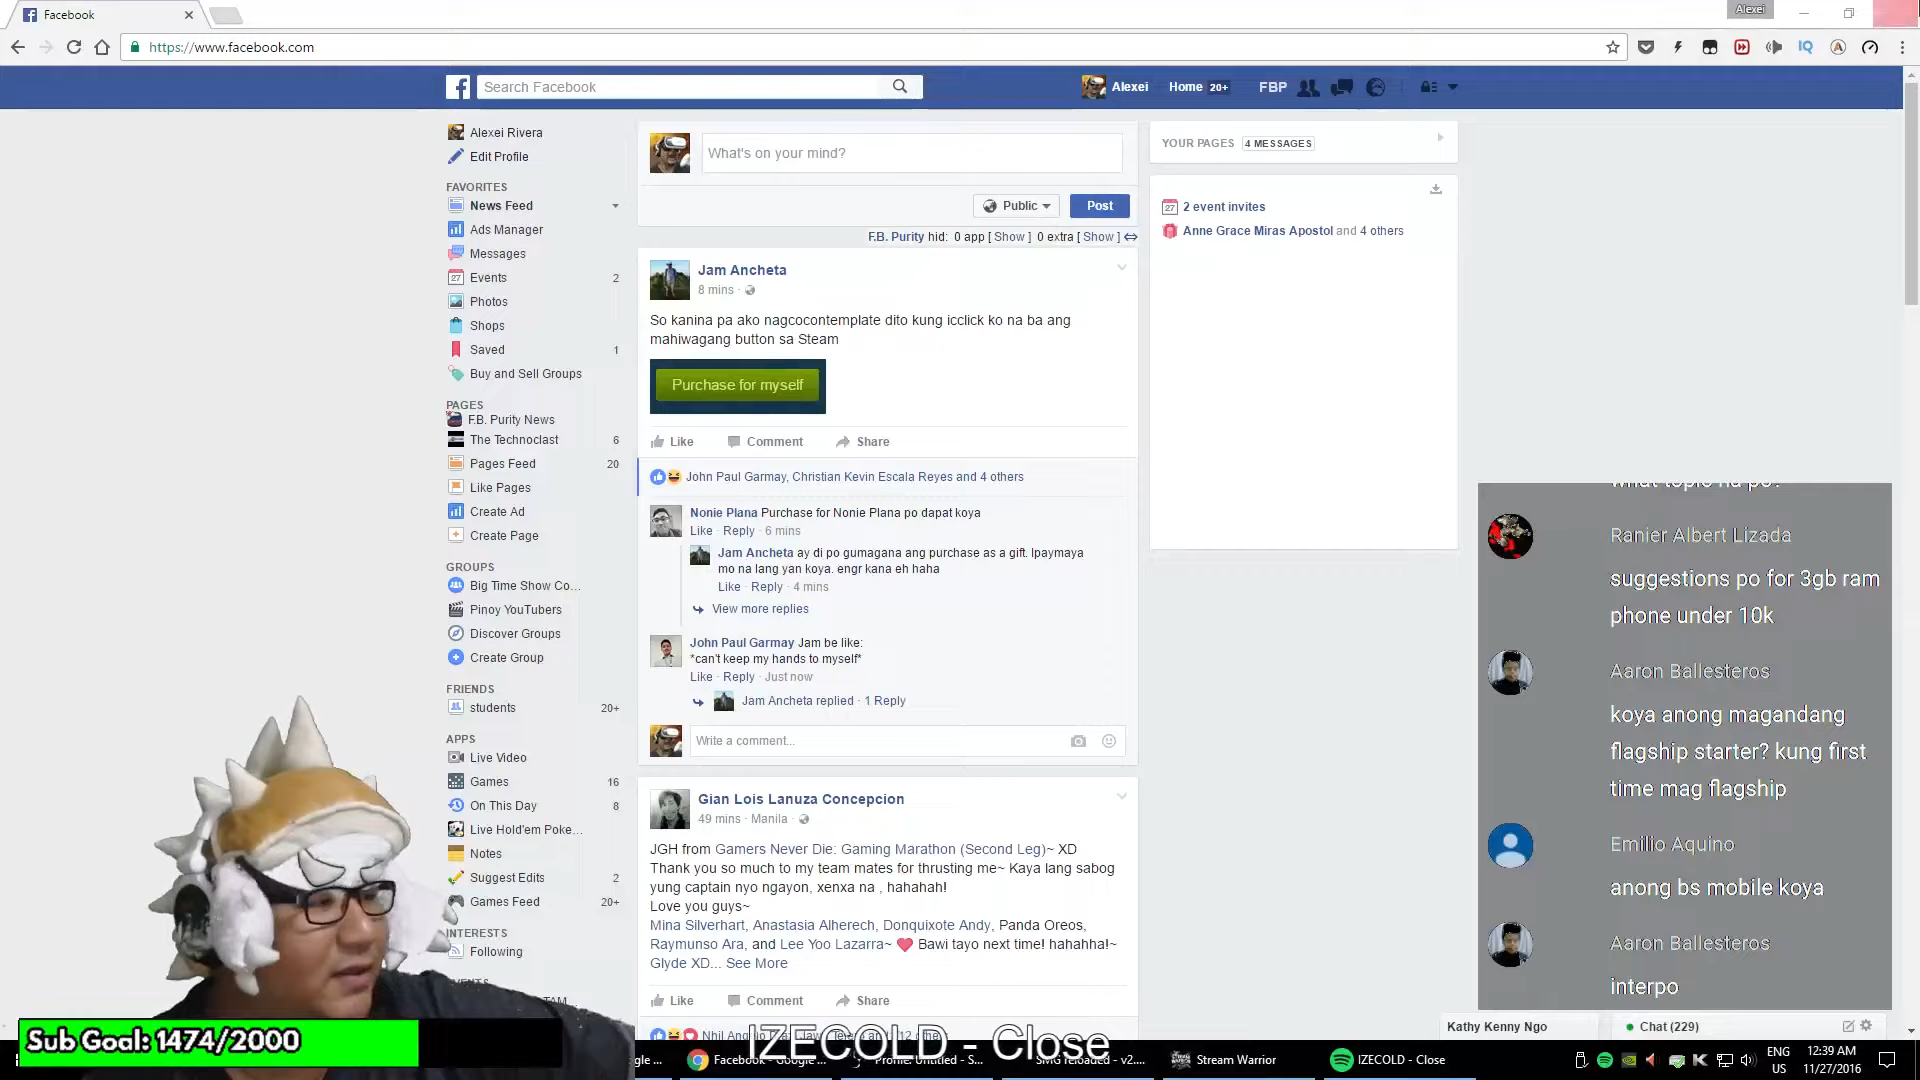 Facebook
Alexei
https://www.facebook.com
Search Facebook
Alexei
Home 20+
FBP
Alexei Rivera
Edit Profile
FAVORITES
News Feed
Ads Manager
Messages
Events 2
Photos
Shops
Saved 1
Buy and Sell Groups
PAGES
F.B. Purity News
The Technoclast 6
Pages Feed 20
Like Pages
Create Ad
Create Page
GROUPS
Big Time Show Co...
Pinoy YouTubers
Discover Groups
Create Group
FRIENDS
students 20+
APPS
Live Video
Games 16
On This Day 8
Live Hold'em Poke...
Notes
Suggest Edits 2
Games Feed 20+
INTERESTS
Following
What's on your mind?
Public
Post
F.B. Purity hid: 0 app [ Show ] 0 extra [ Show ]
Jam Ancheta
8 mins ·
So kanina pa ako nagcocontemplate dito kung icclick ko na ba ang
mahiwagang button sa Steam
Purchase for myself
Like Comment Share
John Paul Garmay, Christian Kevin Escala Reyes and 4 others
Nonie Plana Purchase for Nonie Plana po dapat koya
Like · Reply · 6 mins
Jam Ancheta ay di po gumagana ang purchase as a gift. Ipaymaya
mo na lang yan koya. engr kana eh haha
Like · Reply · 4 mins
View more replies
John Paul Garmay Jam be like:
*can't keep my hands to myself*
Like · Reply · Just now
Jam Ancheta replied · 1 Reply
Write a comment...
Gian Lois Lanuza Concepcion
49 mins · Manila ·
JGH from Gamers Never Die: Gaming Marathon (Second Leg)~ XD
Thank you so much to my team mates for thrusting me~ Kaya lang sabog
yung captain nyo ngayon, xenxa na , hahahah!
Love you guys~
Mina Silverhart, Anastasia Alherech, Donquixote Andy, Panda Oreos,
Raymunso Ara, and Lee Yoo Lazarra~ ❤ Bawi tayo next time! hahahha!~
Glyde XD... See More
Like Comment Share
YOUR PAGES 4 MESSAGES
27 2 event invites
Anne Grace Miras Apostol and 4 others
what topic na po?
Ranier Albert Lizada
suggestions po for 3gb ram
phone under 10k
Aaron Ballesteros
koya anong magandang
flagship starter? kung first
time mag flagship
Emilio Aquino
anong bs mobile koya
Aaron Ballesteros
interpo
Kathy Kenny Ngo
Chat (229)
Sub Goal: 1474/2000
IZECOLD - Close
Facebook - Google ...
Profile: Untitled - S...
SMG reloaded - v2....
Stream Warrior
IZECOLD - Close
ENG
US
12:39 AM
11/27/2016